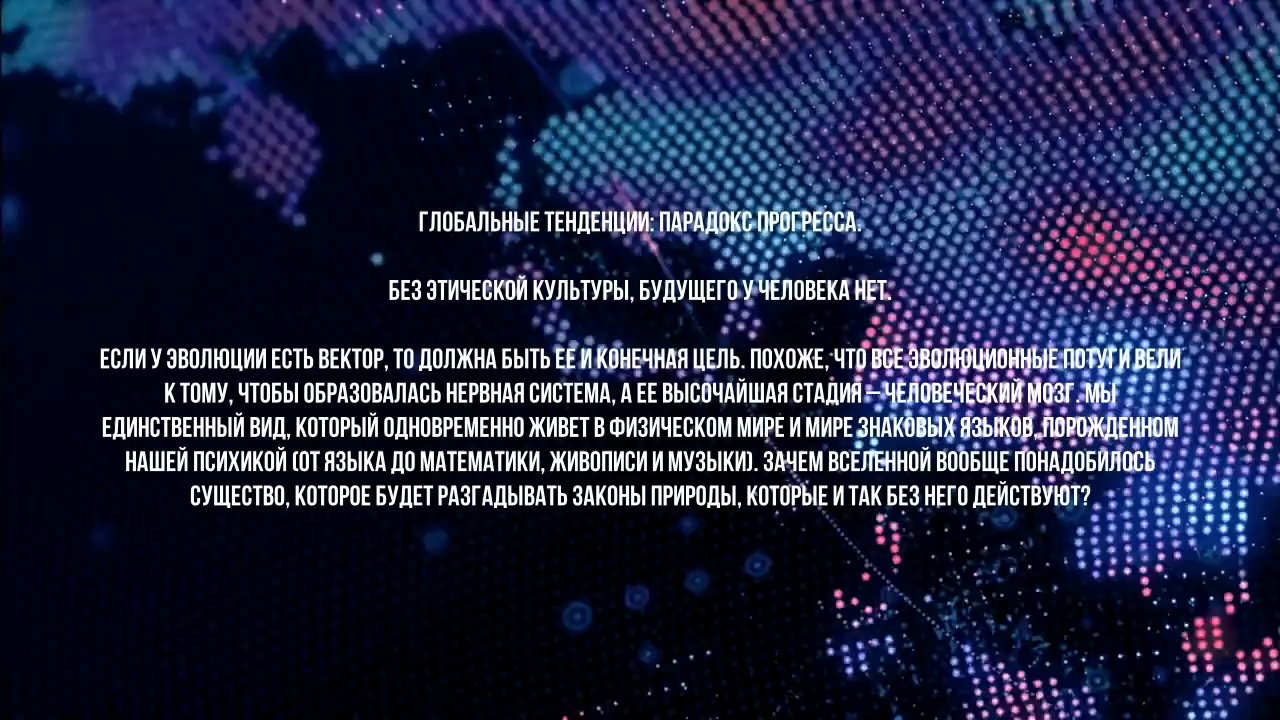 ГЛОБАЛЬНЫЕ ТЕНДЕНЦИИ: ПАРАДОКС ПРОГРЕССА.
БЕЗ ЭТИЧЕСКОЙ КУЛЬТУРЫ, БУДУЩЕГО У ЧЕЛОВЕКА НЕТ.
ЕСЛИ У ЭВОЛЮЦИИ ЕСТЬ ВЕКТОР, ТО ДОЛЖНА БЫТЬ ЕЕ И КОНЕЧНАЯ ЦЕЛЬ. ПОХОЖЕ, ЧТО ВСЕ ЭВОЛЮЦИОННЫЕ ПОТУГИ ВЕЛИ
К ТОМУ, ЧТОБЫ ОБРАЗОВАЛАСЬ НЕРВНАЯ СИСТЕМА, А ЕЕ ВЫСОЧАЙШАЯ СТАДИЯ – ЧЕЛОВЕЧЕСКИЙ МОЗГ. МЫ
ЕДИНСТВЕННЫЙ ВИД, КОТОРЫЙ ОДНОВРЕМЕННО ЖИВЕТ В ФИЗИЧЕСКОМ МИРЕ И МИРЕ ЗНАКОВЫХ ЯЗЫКОВ, ПОРОЖДЕННОМ
НАШЕЙ ПСИХИКОЙ (ОТ ЯЗЫКА ДО МАТЕМАТИКИ, ЖИВОПИСИ И МУЗЫКИ). ЗАЧЕМ ВСЕЛЕННОЙ ВООБЩЕ ПОНАДОБИЛОСЬ
СУЩЕСТВО, КОТОРОЕ БУДЕТ РАЗГАДЫВАТЬ ЗАКОНЫ ПРИРОДЫ, КОТОРЫЕ И ТАК БЕЗ НЕГО ДЕЙСТВУЮТ?